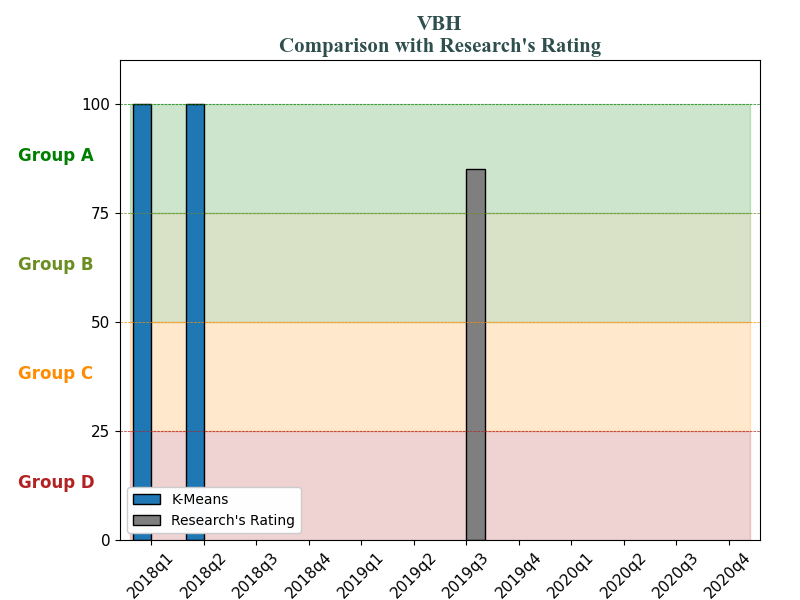 VBH
Comparison with Research's Rating
100
Group A
75
Group B
50
Group C
25
Group D
0
K-Means
Research's Rating
2018q1
2018q2
2018q3
2018q4
2019q1
2019q2
2019q3
2019q4
2020q1
2020q2
2020q3
2020q4